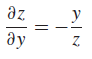 ∂z/∂y = −y/z